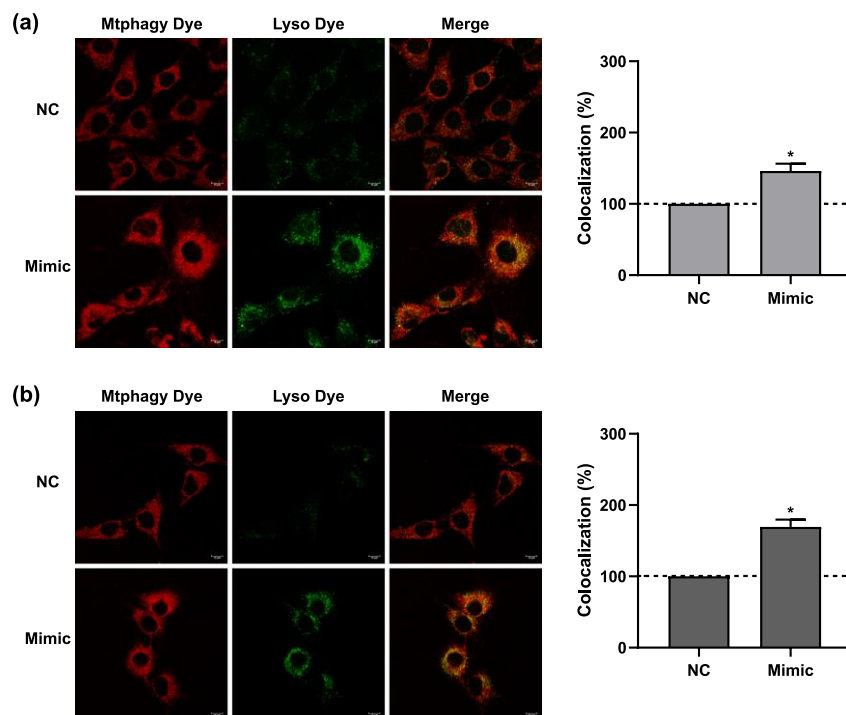 (a)
Mtphagy Dye Lyso Dye Merge
NC
Mimic
Colocalization (%)
300
200
100
0
*
NC Mimic
(b)
Mtphagy Dye Lyso Dye Merge
NC
Mimic
Colocalization (%)
300
200
100
0
*
NC Mimic